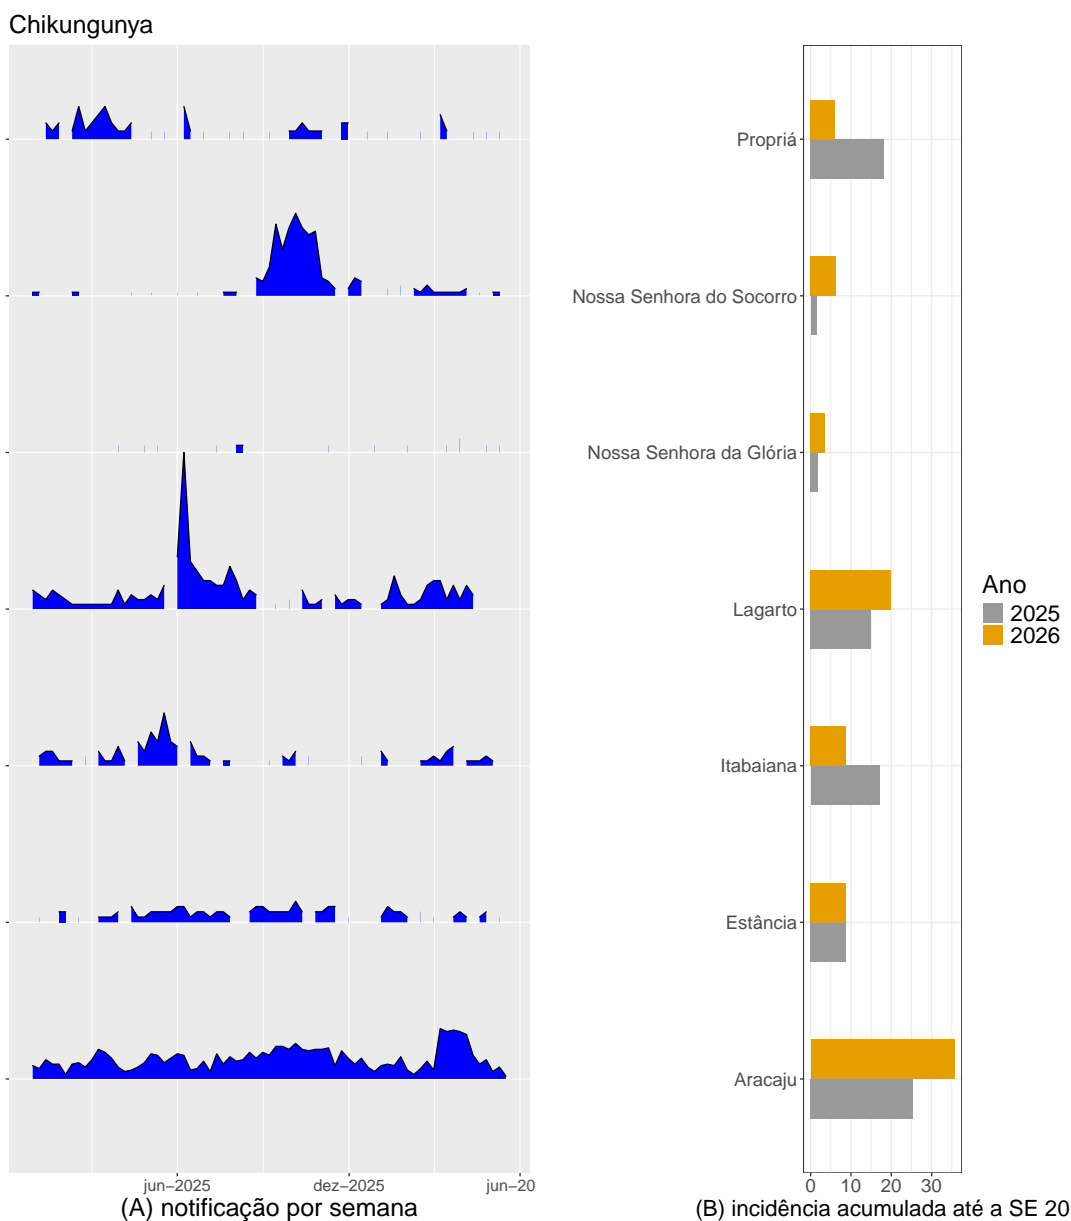 Chikungunya
Propriá
Nossa Senhora do Socorro
Nossa Senhora da Glória
Lagarto
Itabaiana
Estância
Aracaju
Ano
2025
2026
jun−2025 dez−2025 jun−20
0 10 20 30
(A) notificação por semana
(B) incidência acumulada até a SE 20